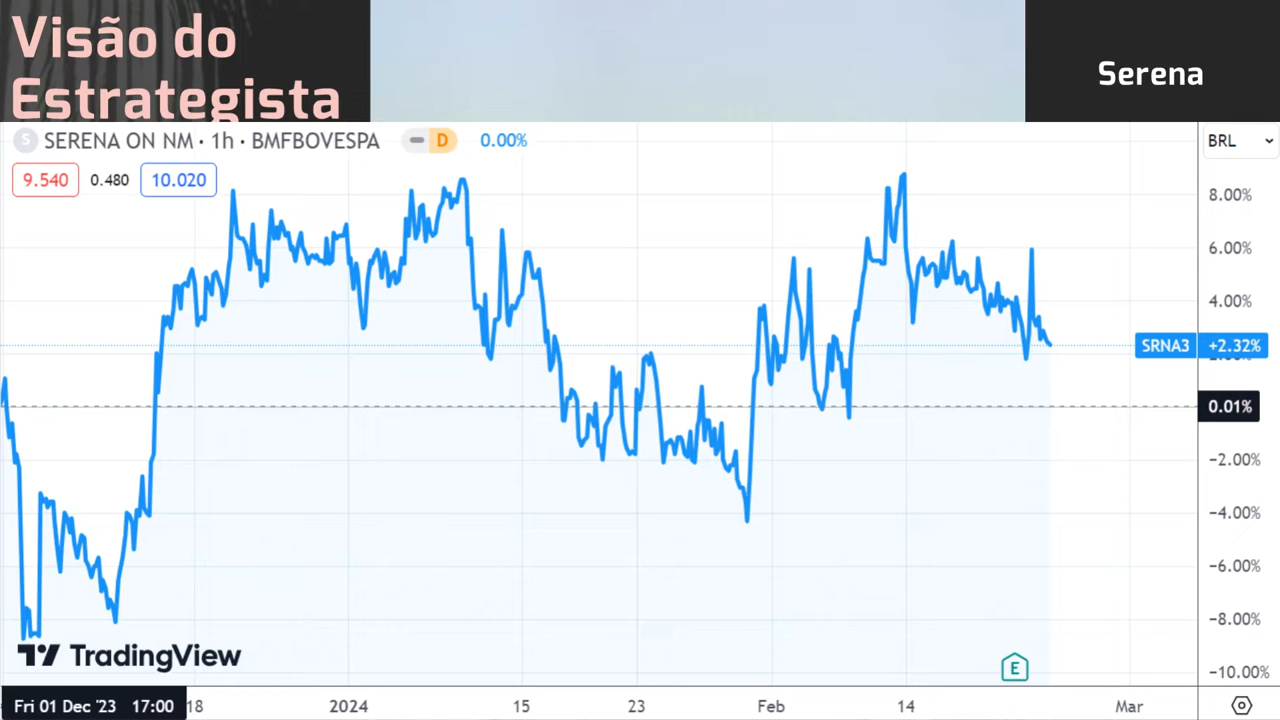 Visão do
Estrategista
Serena
S SERENA ON NM · 1h · BMFBOVESPA D 0.00%
BRL
9.540 0.480 10.020
8.00%
6.00%
4.00%
SRNA3 +2.32%
0.01%
−2.00%
−4.00%
−6.00%
−8.00%
−10.00%
E
TradingView
Fri 01 Dec '23 17:00 18 2024 15 23 Feb 14 Mar